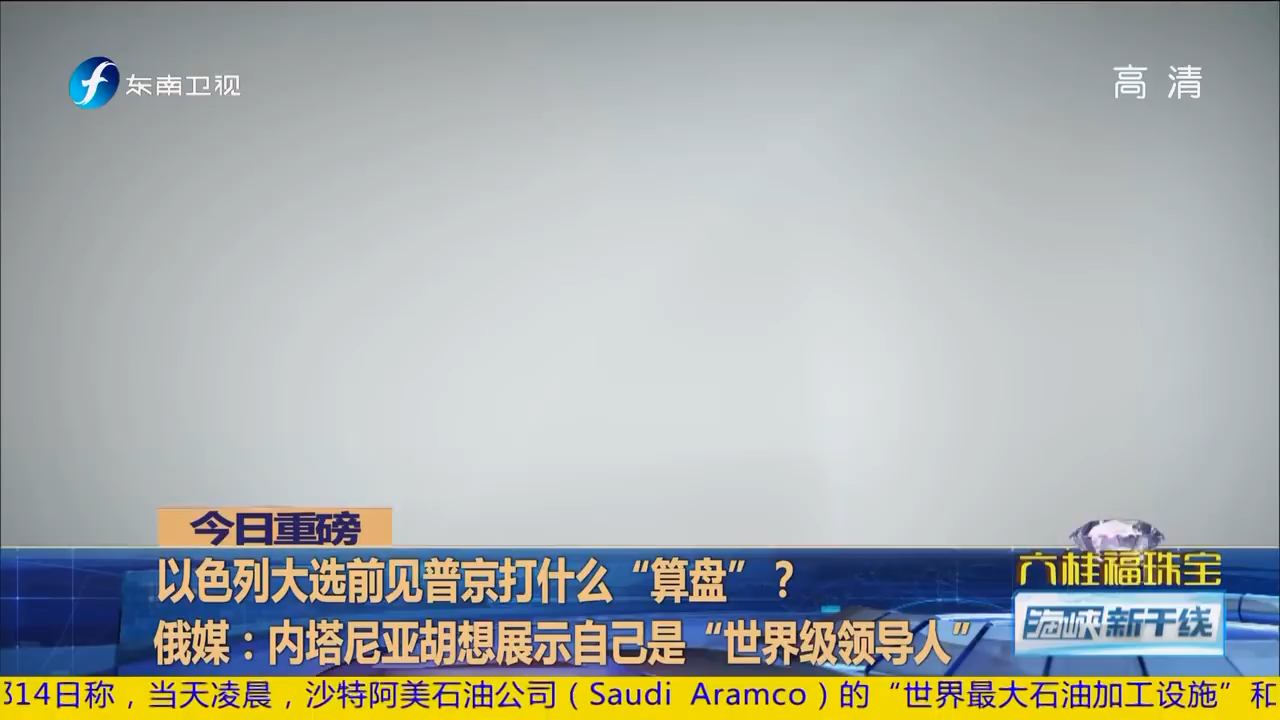 东南卫视
高清
今日重磅
以色列大选前见普京打什么“算盘”？
俄媒：内塔尼亚胡想展示自己是“世界级领导人”
六桂福珠宝
海峡新干线
14日称，当天凌晨，沙特阿美石油公司（Saudi Aramco）的“世界最大石油加工设施”和